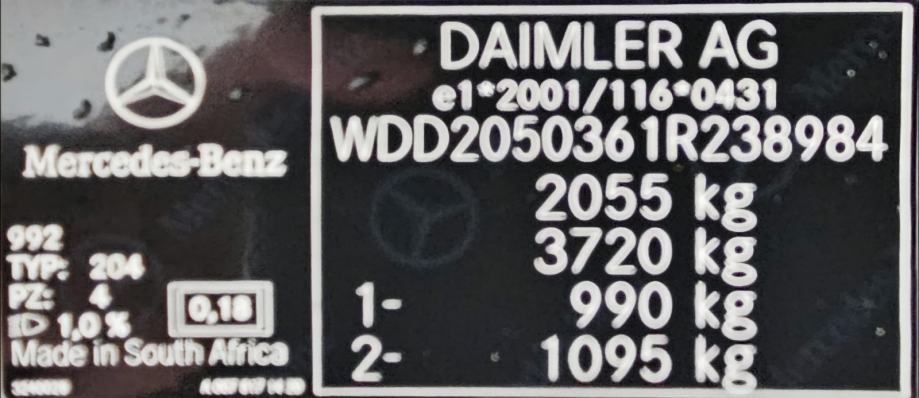 Mercedes-Benz
992
TYP: 204
PZ: 4
1,0 %
0,18
Made in South Africa
DAIMLER AG
e1*2001/116*0431
WDD2050361R238984
2055 kg
3720 kg
1- 990 kg
2- 1095 kg